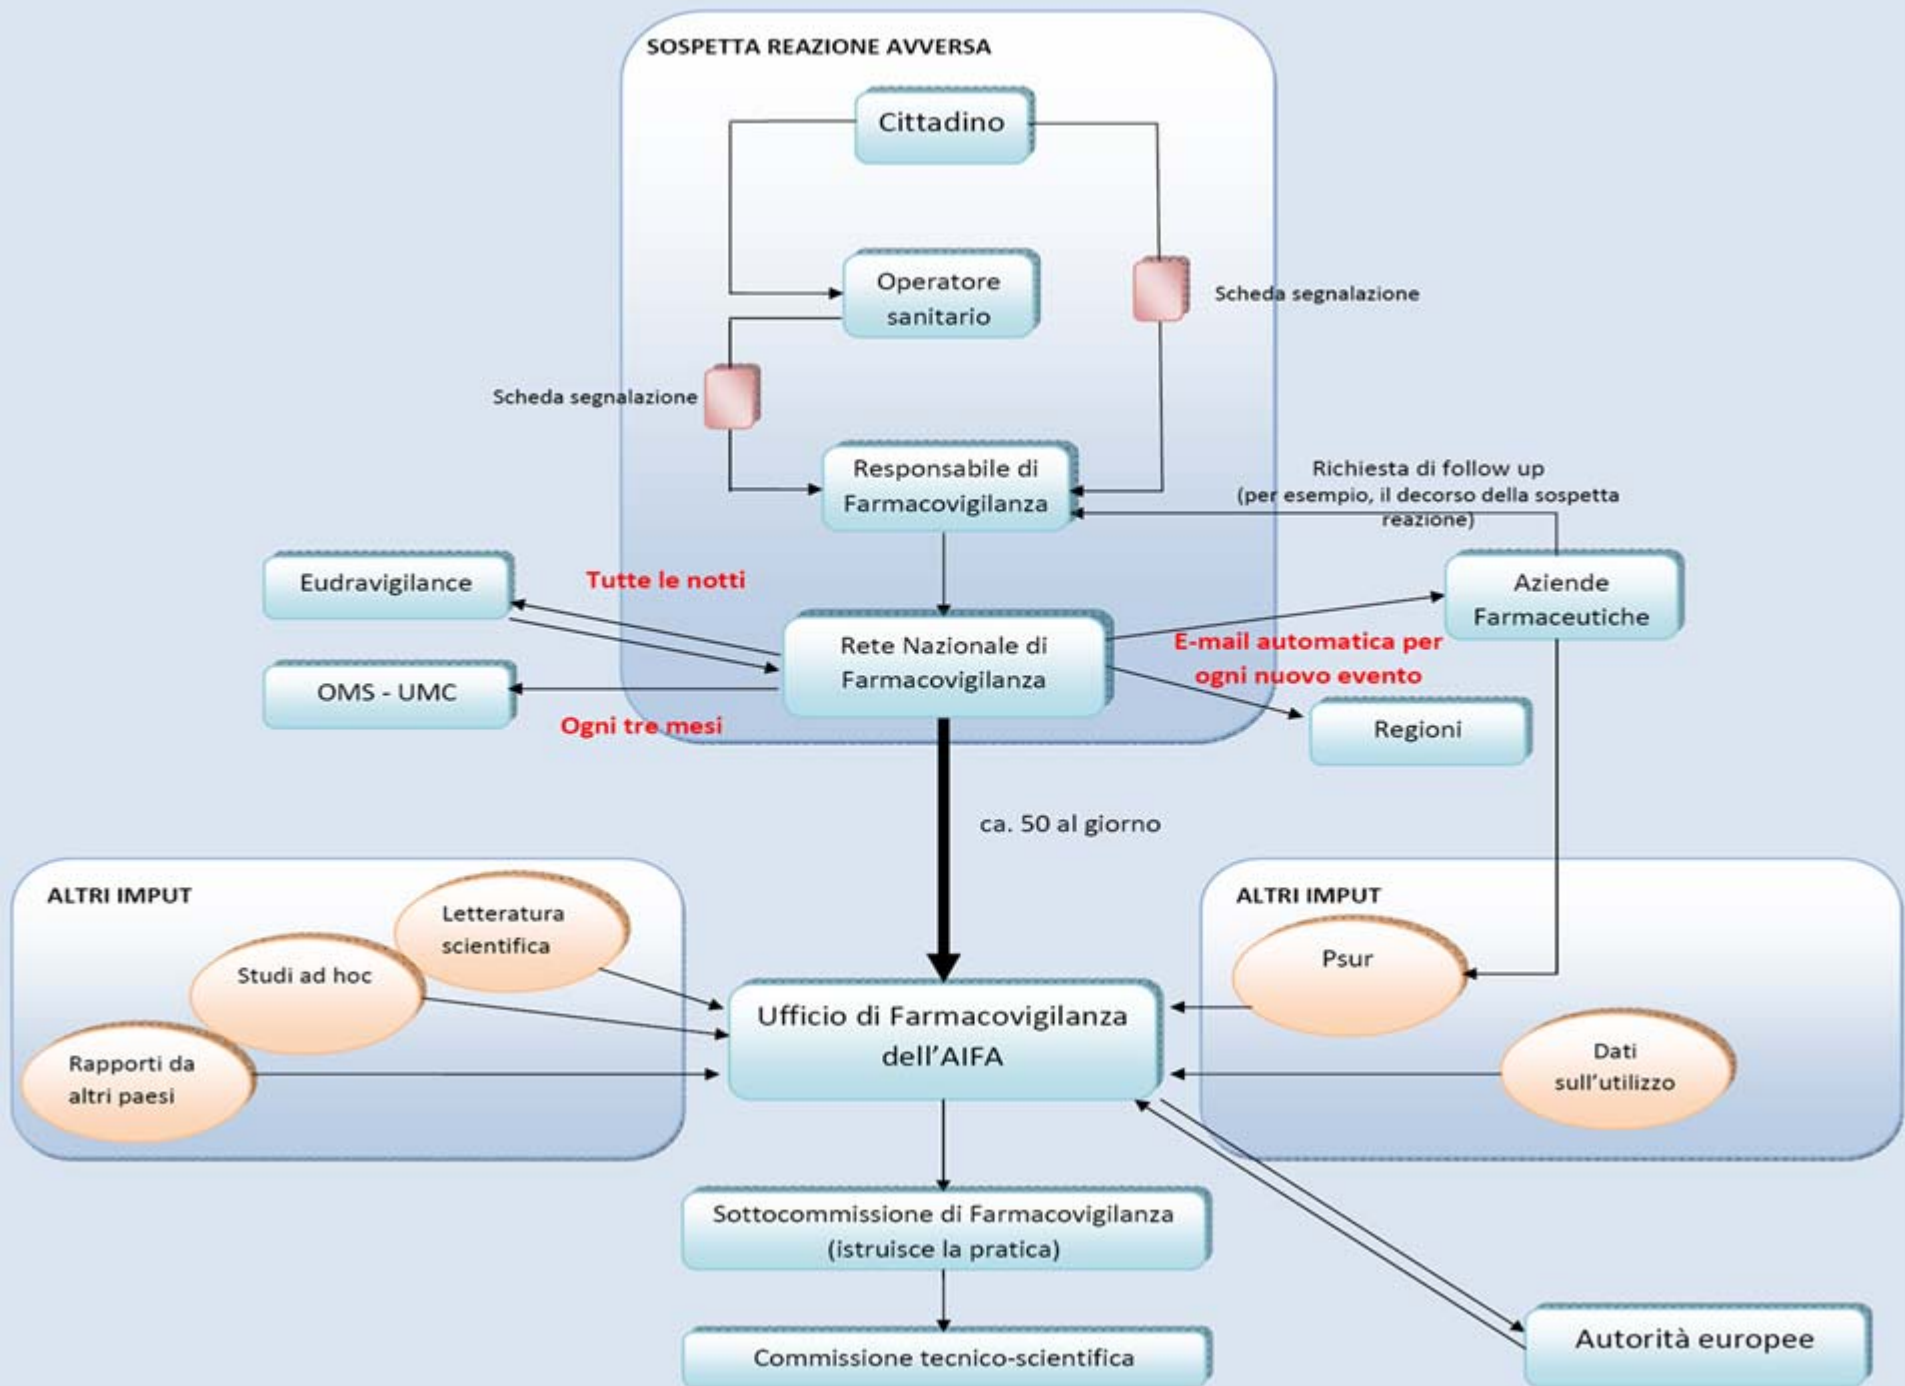 SOSPETTA REAZIONE AVVERSA
Cittadino
Operatore
sanitario
Scheda segnalazione
Scheda segnalazione
Responsabile di
Farmacovigilanza
Richiesta di follow up
(per esempio, il decorso della sospetta
reazione)
Eudravigilance
Tutte le notti
Aziende
Farmaceutiche
Rete Nazionale di
Farmacovigilanza
E-mail automatica per
ogni nuovo evento
OMS - UMC
Ogni tre mesi
Regioni
ca. 50 al giorno
ALTRI IMPUT
Letteratura
scientifica
Studi ad hoc
Rapporti da
altri paesi
ALTRI IMPUT
Psur
Dati
sull'utilizzo
Ufficio di Farmacovigilanza
dell'AIFA
Sottocommissione di Farmacovigilanza
(istruisce la pratica)
Commissione tecnico-scientifica
Autorità europee